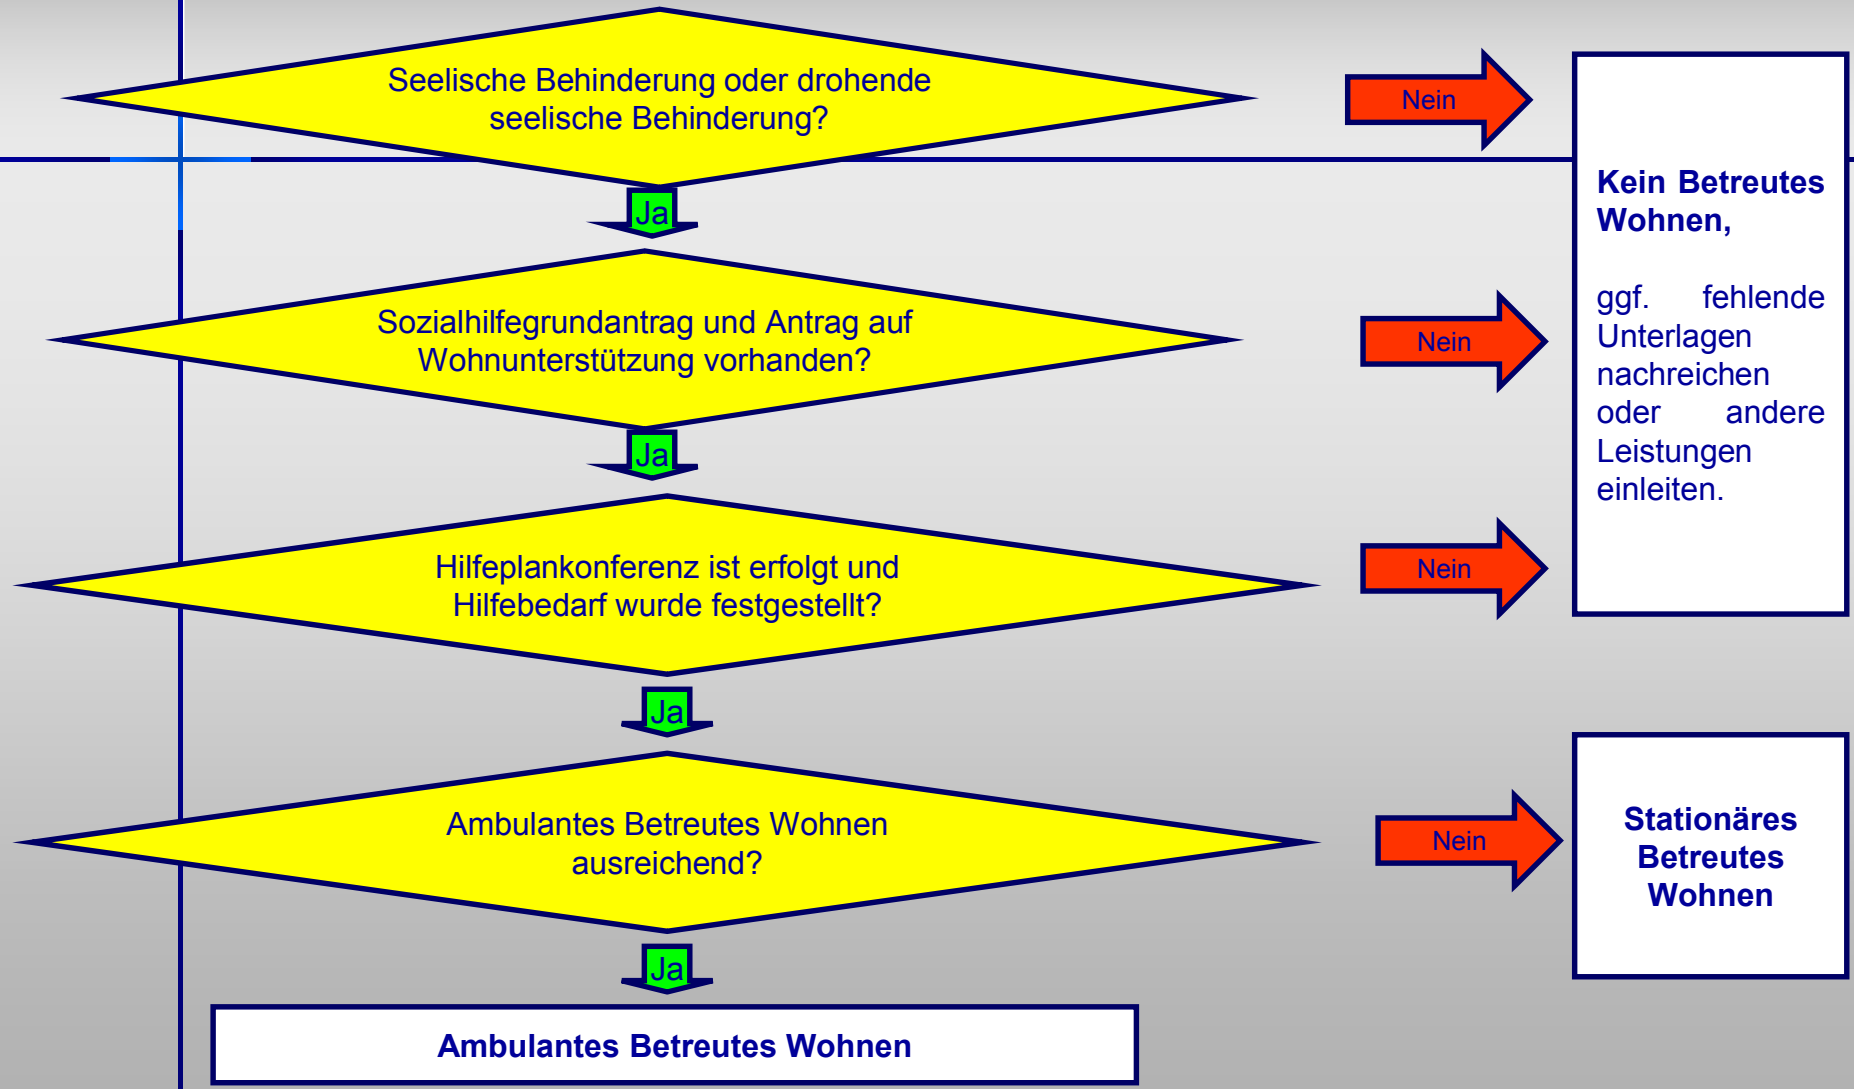 Seelische Behinderung oder drohende
seelische Behinderung?
Nein
Ja
Sozialhilfegrundantrag und Antrag auf
Wohnunterstützung vorhanden?
Nein
Ja
Hilfeplankonferenz ist erfolgt und
Hilfebedarf wurde festgestellt?
Nein
Kein Betreutes
Wohnen,
ggf. fehlende
Unterlagen
nachreichen
oder andere
Leistungen
einleiten.
Ja
Ambulantes Betreutes Wohnen
ausreichend?
Nein
Stationäres
Betreutes
Wohnen
Ja
Ambulantes Betreutes Wohnen